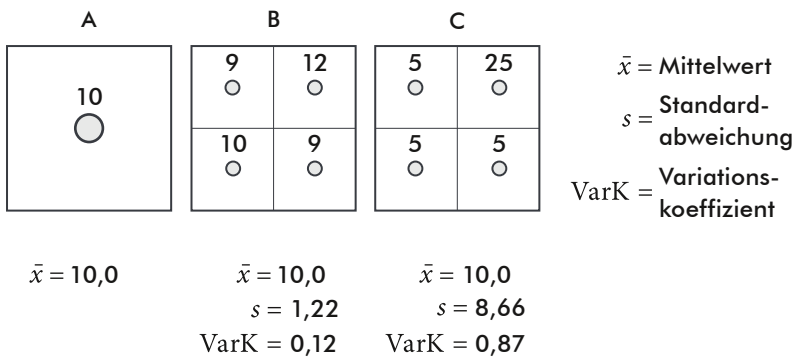 A B C
10
9 12
10 9
5 25
5 5
x̄ = Mittelwert
s = Standard-
abweichung
VarK = Variations-
koeffizient
x̄ = 10,0
x̄ = 10,0
s = 1,22
VarK = 0,12
x̄ = 10,0
s = 8,66
VarK = 0,87